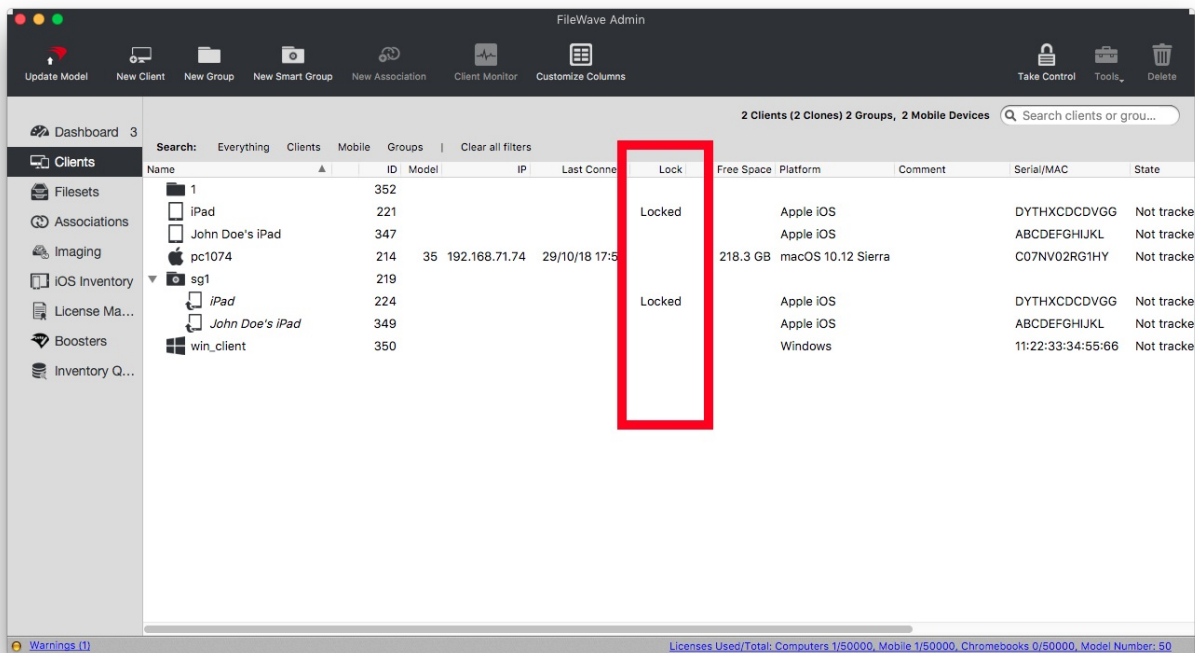 FileWave Admin
Update Model New Client New Group New Smart Group New Association Client Monitor Customize Columns Take Control Tools Delete
2 Clients (2 Clones) 2 Groups, 2 Mobile Devices Search clients or grou...
Dashboard 3
Clients
Filesets
Associations
Imaging
iOS Inventory
License Ma...
Boosters
Inventory Q...
Search: Everything Clients Mobile Groups | Clear all filters
Name ID Model IP Last Conne Lock Free Space Platform Comment Serial/MAC State
1 352
iPad 221 Locked Apple iOS DYTHXCDCDVGG Not tracke
John Doe's iPad 347 Apple iOS ABCDEFGHIJKL Not tracke
pc1074 214 35 192.168.71.74 29/10/18 17:5 218.3 GB macOS 10.12 Sierra C07NV02RG1HY Not tracke
sg1 219
iPad 224 Locked Apple iOS DYTHXCDCDVGG Not tracke
John Doe's iPad 349 Apple iOS ABCDEFGHIJKL Not tracke
win_client 350 Windows 11:22:33:34:55:66 Not tracke
Warnings (1) Licenses Used/Total: Computers 1/50000, Mobile 1/50000, Chromebooks 0/50000, Model Number: 50